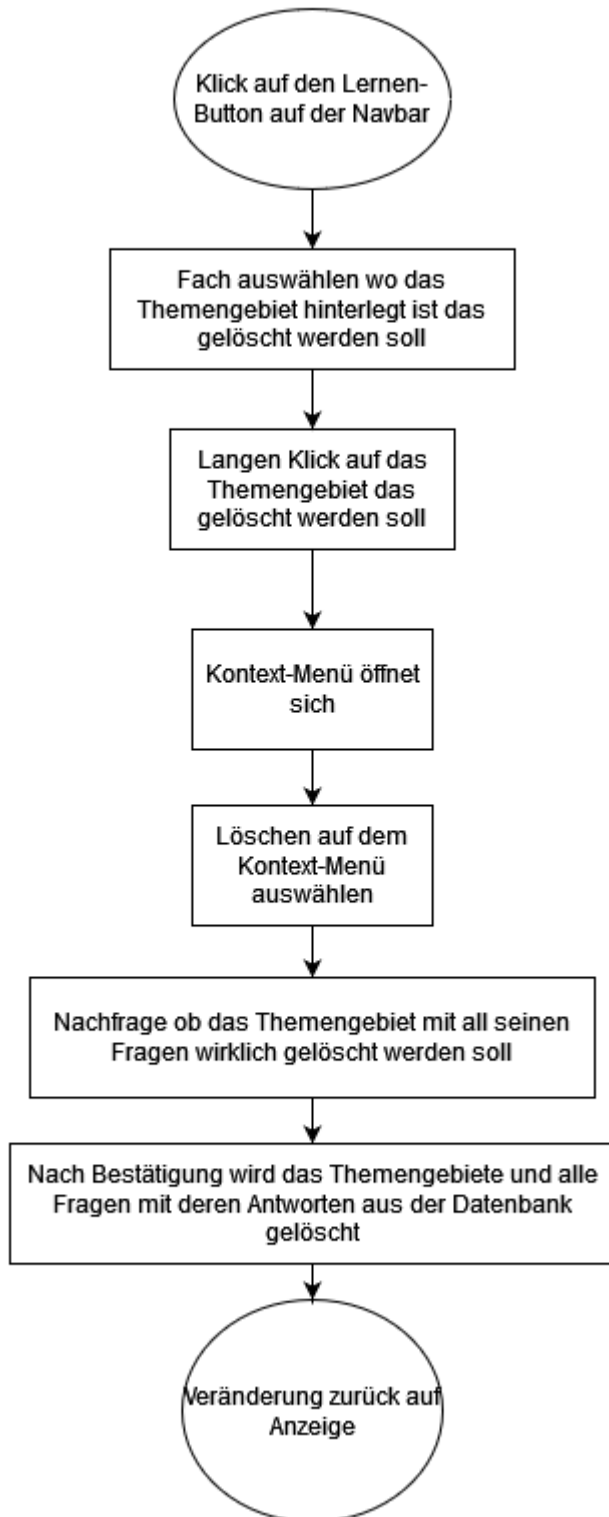 Klick auf den Lernen-
Button auf der Navbar
Fach auswählen wo das
Themengebiet hinterlegt ist das
gelöscht werden soll
Langen Klick auf das
Themengebiet das
gelöscht werden soll
Kontext-Menü öffnet
sich
Löschen auf dem
Kontext-Menü
auswählen
Nachfrage ob das Themengebiet mit all seinen
Fragen wirklich gelöscht werden soll
Nach Bestätigung wird das Themengebiete und alle
Fragen mit deren Antworten aus der Datenbank
gelöscht
Veränderung zurück auf
Anzeige